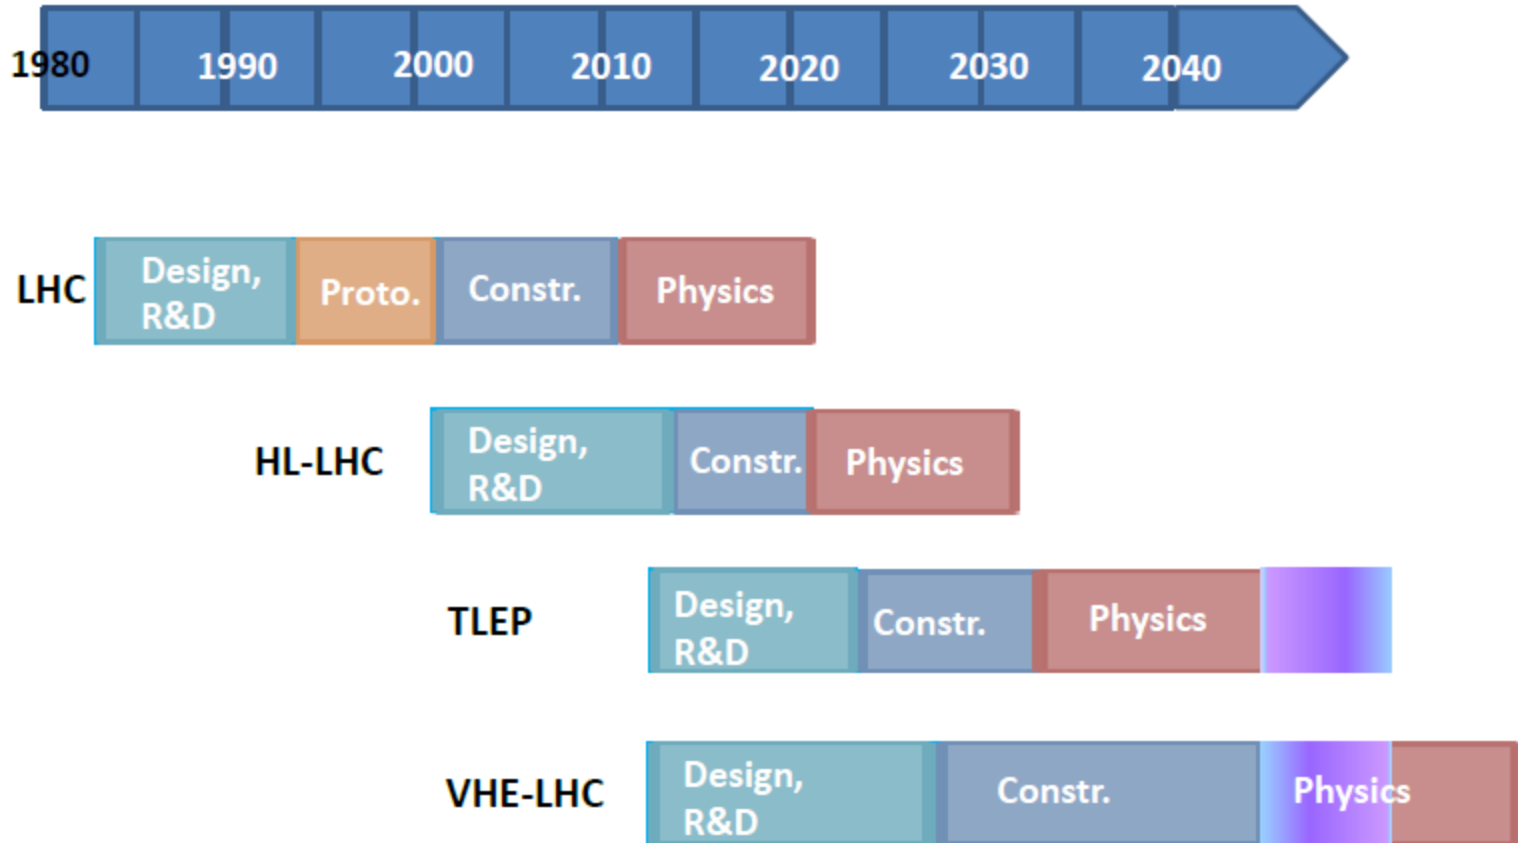 1980 1990 2000 2010 2020 2030 2040
LHC Design, Proto. Constr. Physics
R&D
HL-LHC Design, Constr. Physics
R&D
TLEP Design, Constr. Physics
R&D
VHE-LHC Design, Constr. Physics
R&D